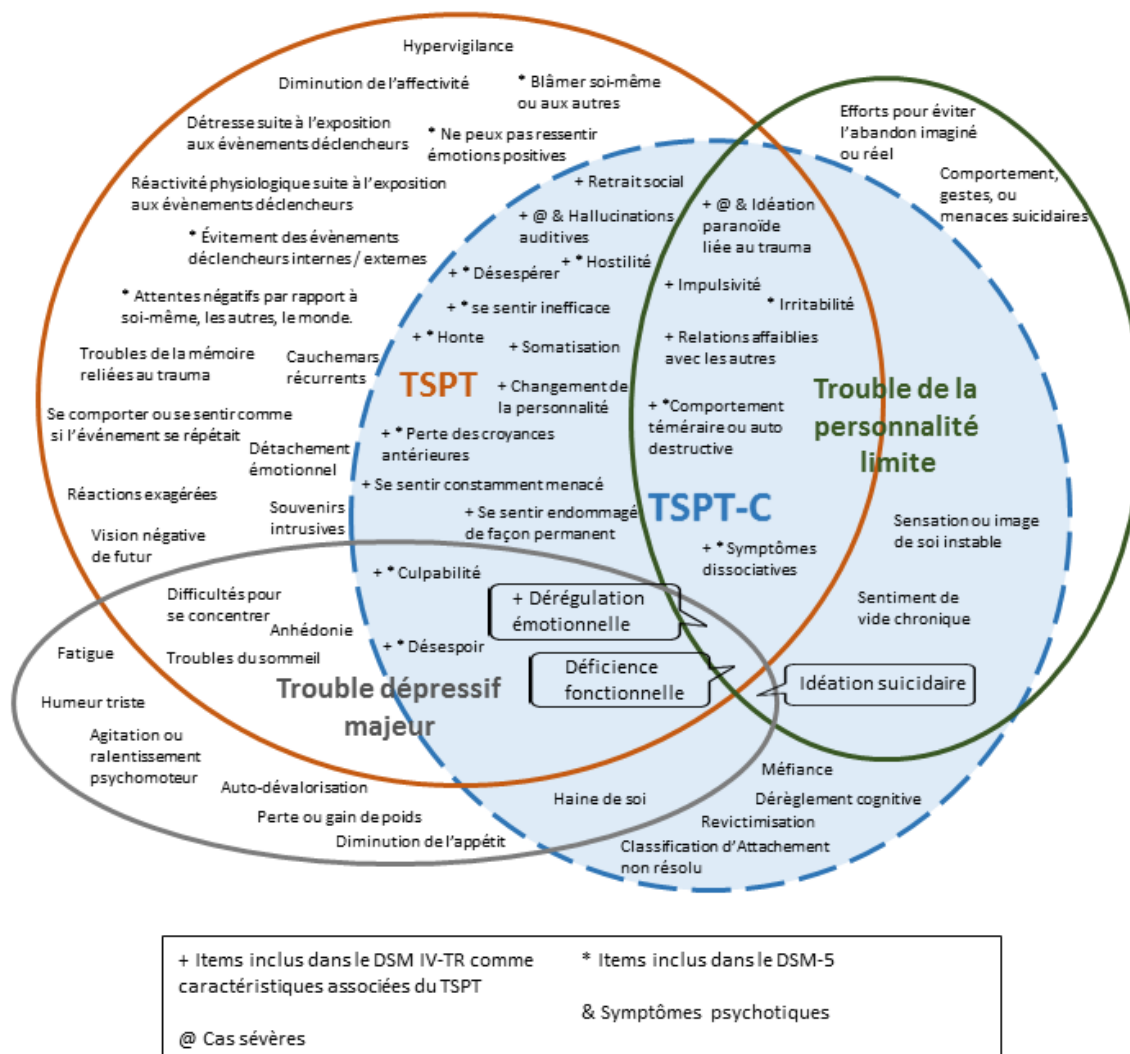 Hypervigilance
Diminution de l'affectivité
* Blâmer soi-même
ou aux autres
Détresse suite à l'exposition
aux évènements déclencheurs
* Ne peux pas ressentir
émotions positives
Réactivité physiologique suite à l'exposition
aux évènements déclencheurs
* Évitement des évènements
déclencheurs internes / externes
* Attentes négatifs par rapport à
soi-même, les autres, le monde.
Troubles de la mémoire
reliées au trauma
Cauchemars
récurrents
Se comporter ou se sentir comme
si l'événement se répétait
Détachement
émotionnel
Réactions exagérées
Souvenirs
intrusives
Vision négative
de futur
+ Retrait social
+ @ & Hallucinations
auditives
+ * Désespérer
+ * Hostilité
+ * se sentir inefficace
+ * Honte
+ Somatisation
TSPT
+ Changement de
la personnalité
+ * Perte des croyances
antérieures
+ Se sentir constamment menacé
+ * Se sentir endommagé
de façon permanent
Efforts pour éviter
l'abandon imaginé
ou réel
Comportement,
gestes, ou
menaces suicidaires
+ @ & Idéation
paranoïde
liée au trauma
+ Impulsivité
* Irritabilité
+ Relations affaiblies
avec les autres
+ *Comportement
téméraire ou auto
destructive
Trouble de la
personnalité
limite
TSPT-C
+ * Symptômes
dissociatives
Sensation ou image
de soi instable
Sentiment de
vide chronique
+ * Culpabilité
+ Dérégulation
émotionnelle
Difficultés pour
se concentrer
Anhédonie
+ * Désespoir
Fatigue
Troubles du sommeil
Déficience
fonctionnelle
Idéation suicidaire
Trouble dépressif
majeur
Humeur triste
Agitation ou
ralentissement
psychomoteur
Auto-dévalorisation
Perte ou gain de poids
Diminution de l'appétit
Haine de soi
Méfiance
Dérèglement cognitive
Revictimisation
Classification d'Attachement
non résolu
+ Items inclus dans le DSM IV-TR comme
caractéristiques associées du TSPT
* Items inclus dans le DSM-5
& Symptômes psychotiques
@ Cas sévères